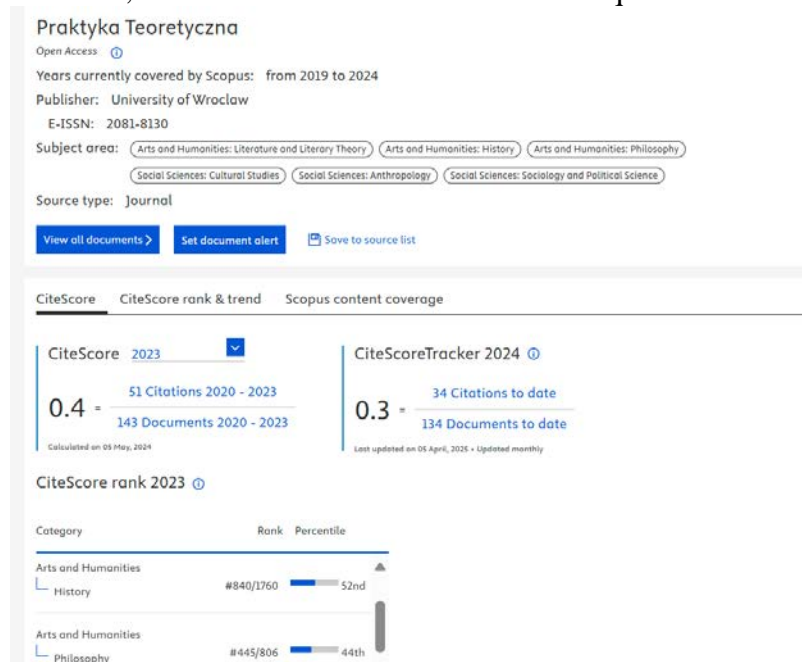 Praktyka Teoretyczna
Open Access
Years currently covered by Scopus: from 2019 to 2024
Publisher: University of Wroclaw
E-ISSN: 2081-8130
Subject area: Arts and Humanities: Literature and Literary Theory Arts and Humanities: History Arts and Humanities: Philosophy
Social Sciences: Cultural Studies Social Sciences: Anthropology Social Sciences: Sociology and Political Science
Source type: Journal
View all documents > Set document alert Save to source list
CiteScore CiteScore rank & trend Scopus content coverage
CiteScore 2023
0.4 = 51 Citations 2020 - 2023
143 Documents 2020 - 2023
Calculated on 05 May, 2024
CiteScoreTracker 2024
0.3 = 34 Citations to date
134 Documents to date
Last updated on 05 April, 2025 • Updated monthly
CiteScore rank 2023
Category Rank Percentile
Arts and Humanities
History #840/1760 52nd
Arts and Humanities
Philosophy #445/806 44th